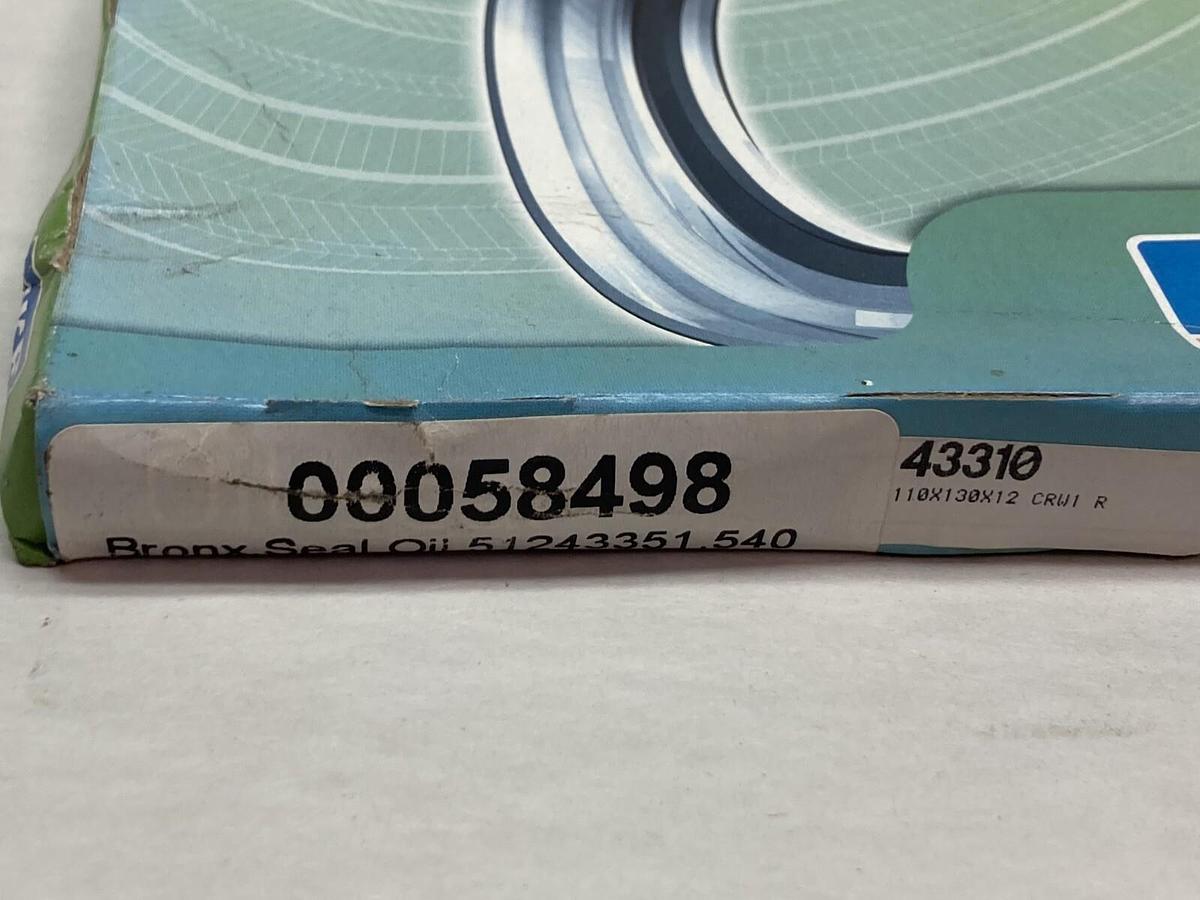 00058498
Bronx Seal Oil 51243351.540
43310
110X130X12 CRW1 R